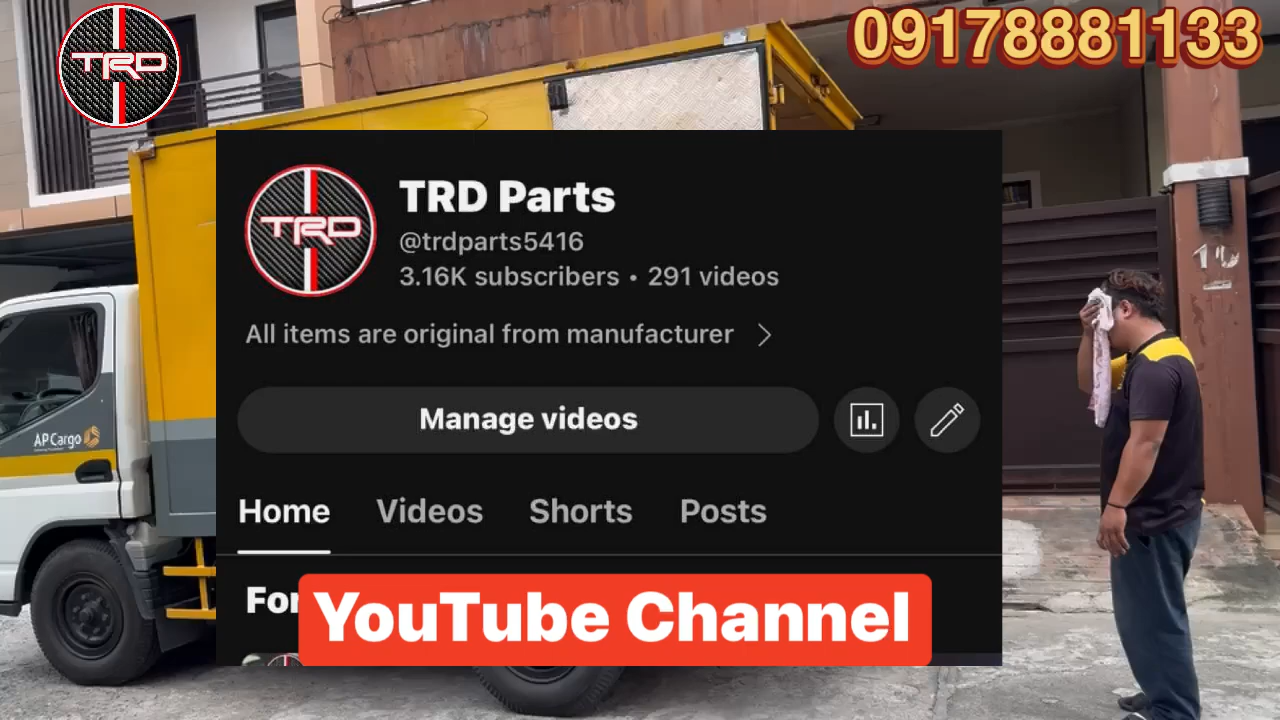 TRD
09178881133
TRD
TRD Parts
@trdparts5416
3.16K subscribers • 291 videos
All items are original from manufacturer
Manage videos
Home Videos Shorts Posts
AP Cargo
10
YouTube Channel